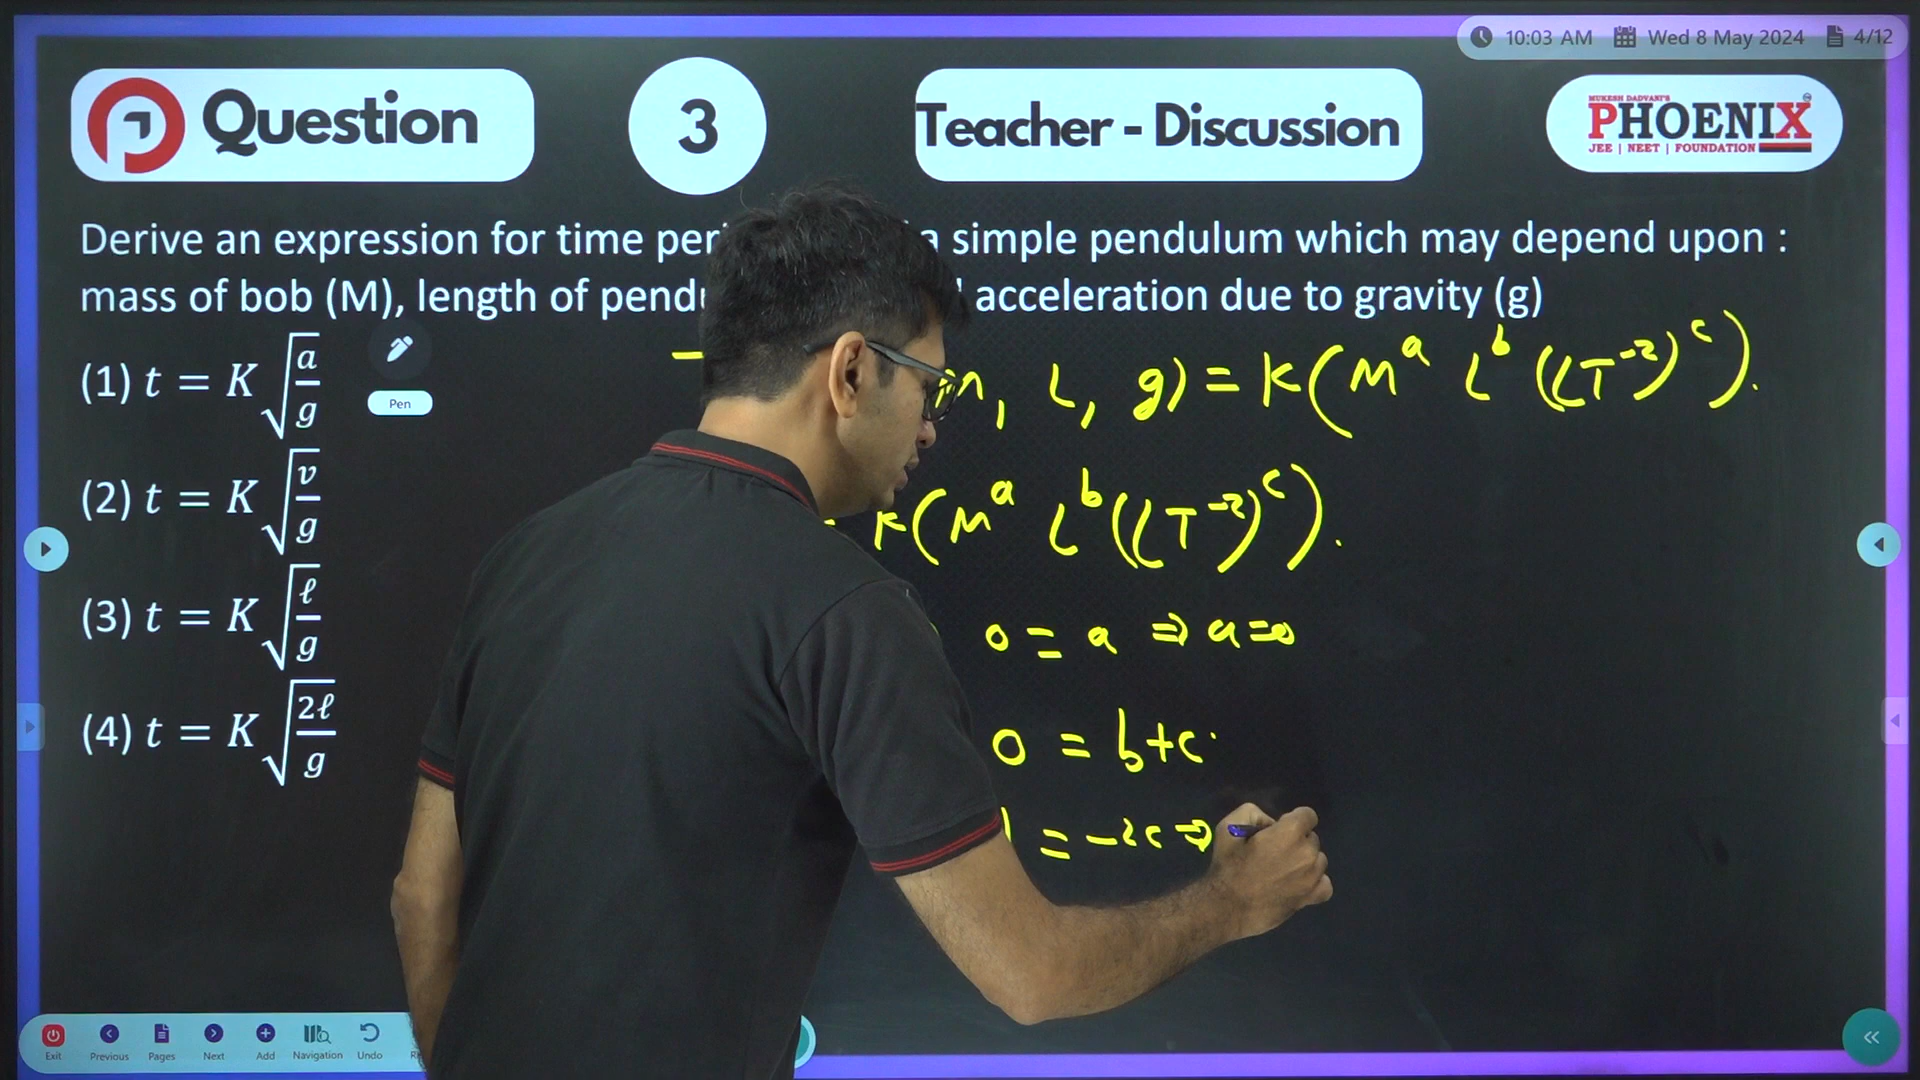 10:03 AM Wed 8 May 2024 4/12
Question 3 Teacher - Discussion
MUKESH DADVANI'S
PHOENIX
JEE | NEET | FOUNDATION
Derive an expression for time a simple pendulum which may depend upon :
mass of bob (M), length of acceleration due to gravity (g)
(1) t = K √(a/g)
Pen
(2) t = K √(v/g)
(3) t = K √(ℓ/g)
(4) t = K √(2ℓ/g)
m, L, g) = K(M^a L^b (LT^-2)^c).
K(M^a L^b (LT^-2)^c).
0 = a ⇒ a=0
0 = b+c.
1 = -2c ⇒
Exit Previous Pages Next Add Navigation Undo